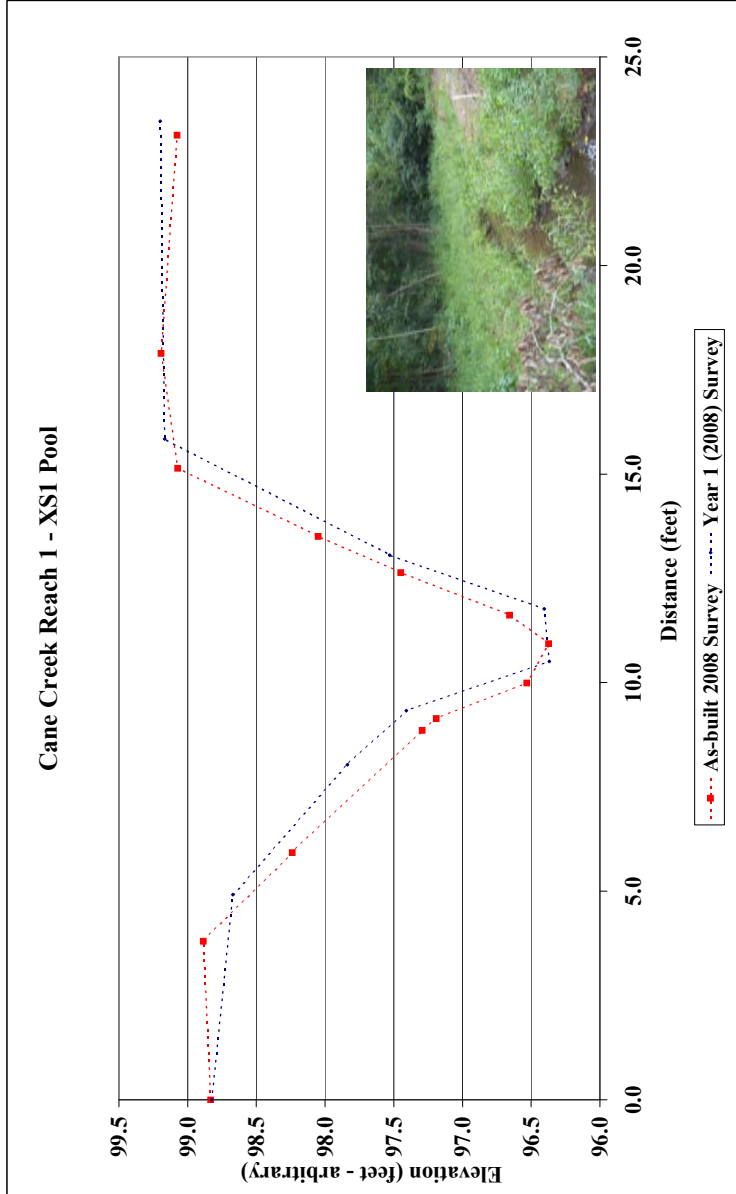 Cane Creek Reach 1 - XS1 Pool
Elevation (feet - arbitrary)
99.5
99.0
98.5
98.0
97.5
97.0
96.5
96.0
0.0
5.0
10.0
15.0
20.0
25.0
Distance (feet)
As-built 2008 Survey
Year 1 (2008) Survey